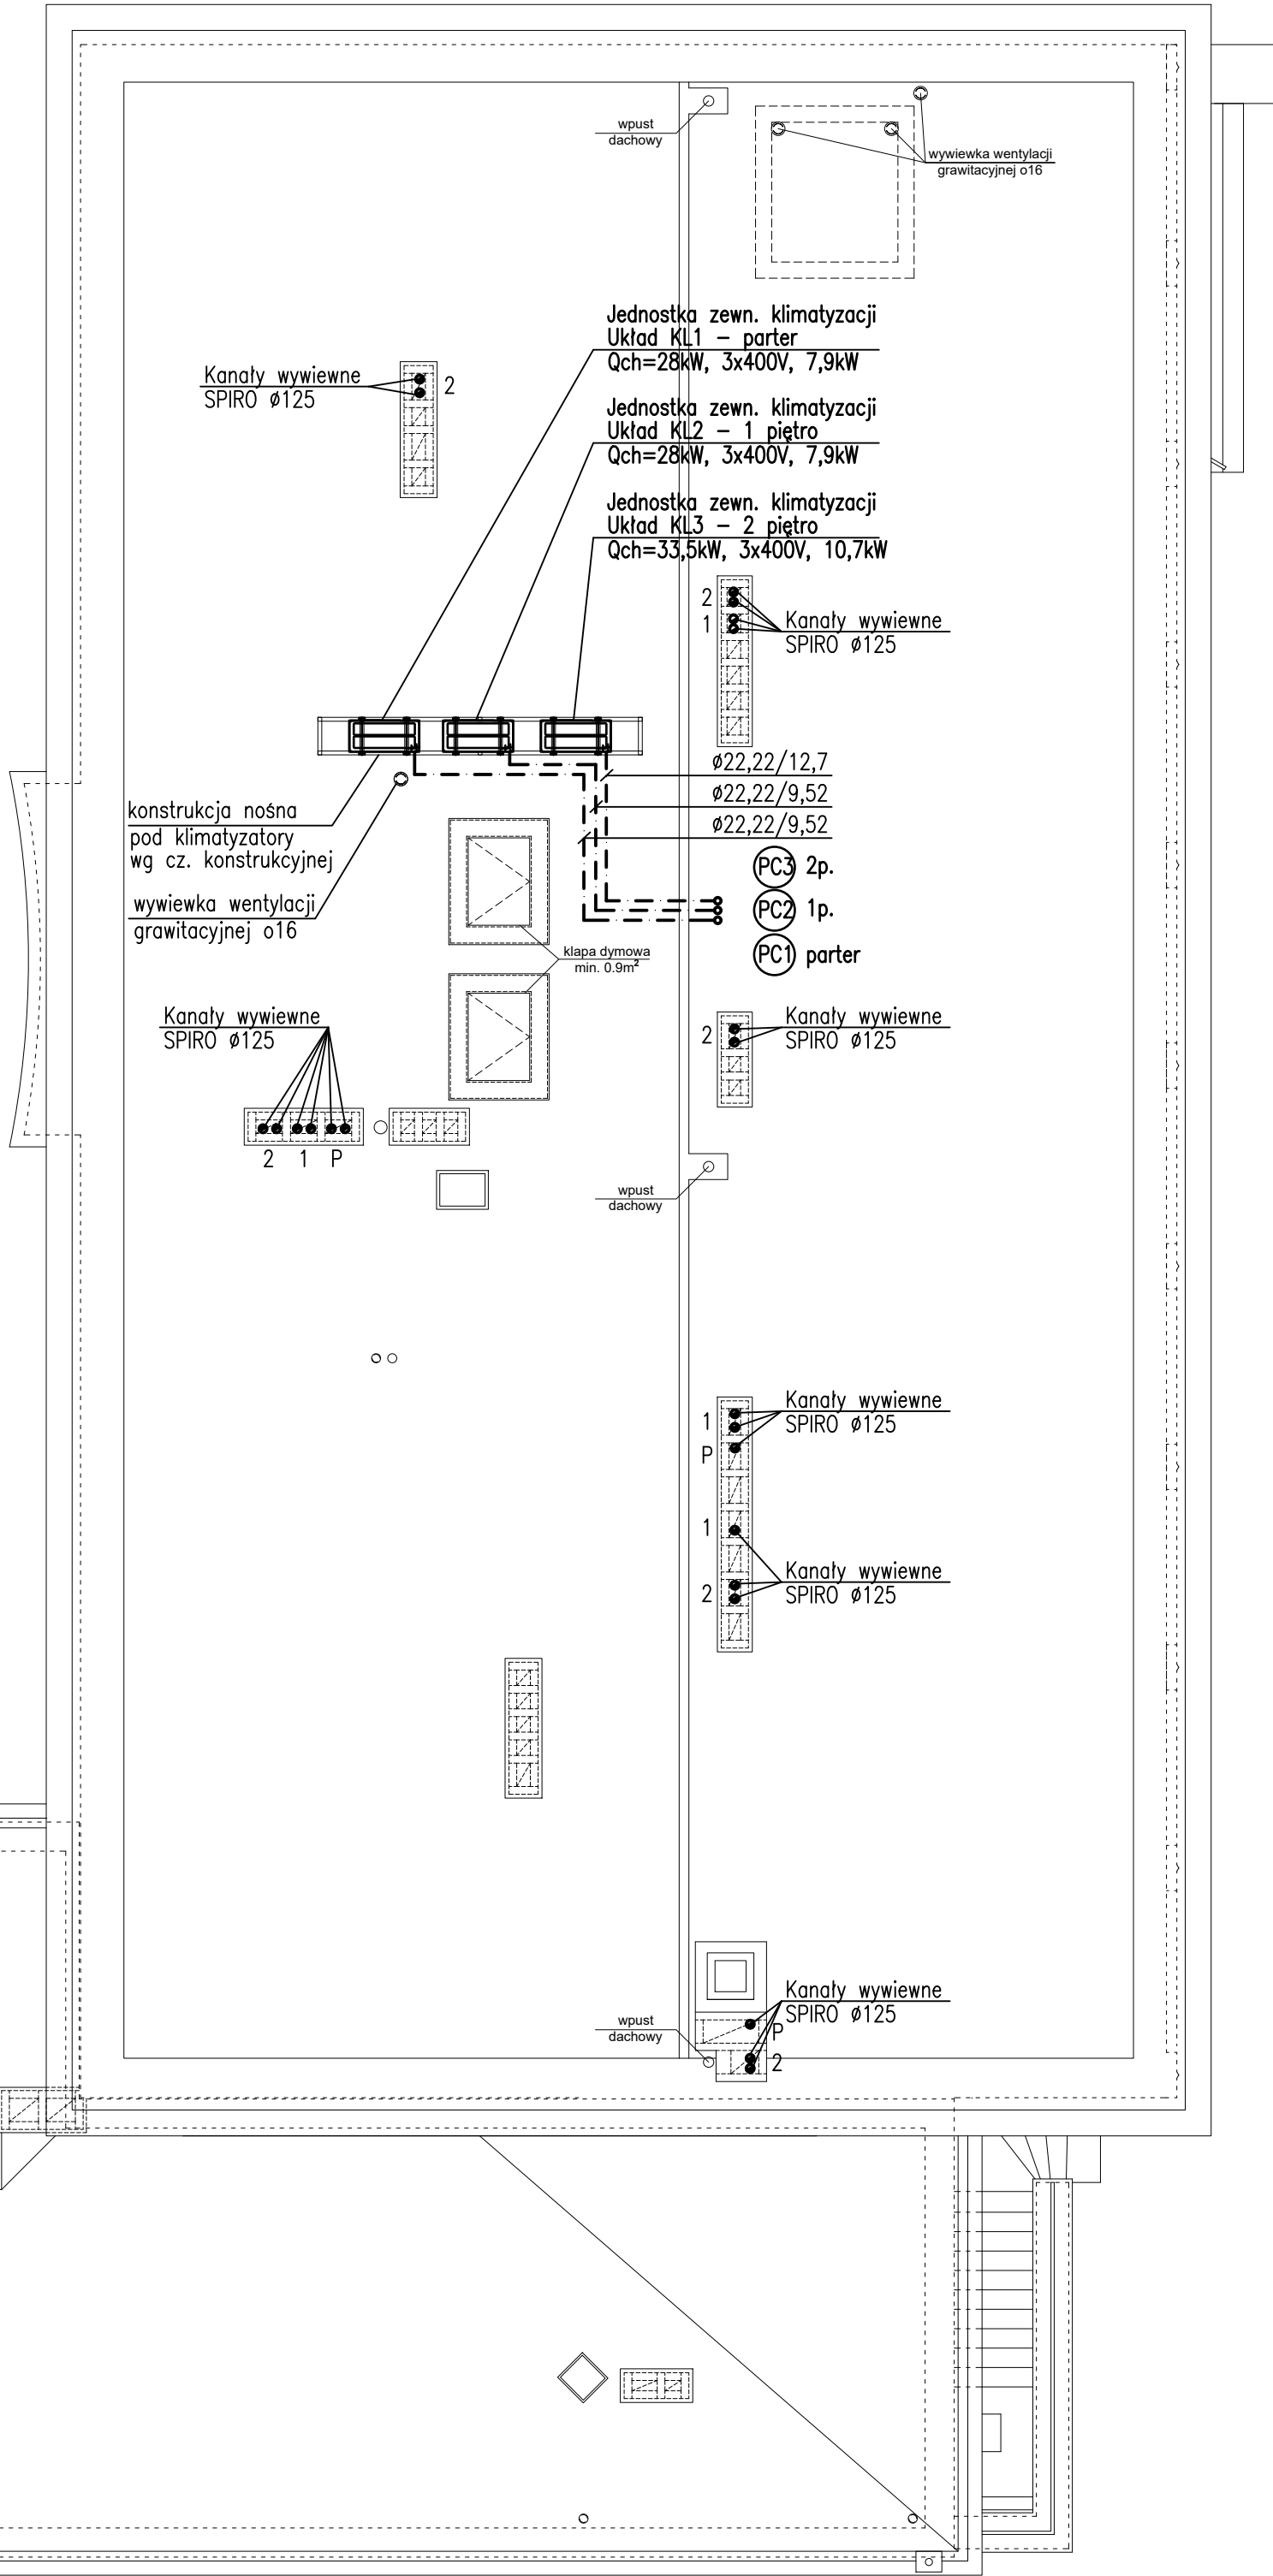 wpust
dachowy
wywiewka wentylacji
grawitacyjnej o16
Jednostka zewn. klimatyzacji
Układ KL1 – parter
Qch=28kW, 3x400V, 7,9kW
Kanały wywiewne
SPIRO ø125
2
Jednostka zewn. klimatyzacji
Układ KL2 – 1 piętro
Qch=28kW, 3x400V, 7,9kW
Jednostka zewn. klimatyzacji
Układ KL3 – 2 piętro
Qch=33,5kW, 3x400V, 10,7kW
2
1
Kanały wywiewne
SPIRO ø125
ø22,22/12,7
ø22,22/9,52
ø22,22/9,52
konstrukcja nośna
pod klimatyzatory
wg cz. konstrukcyjnej
wywiewka wentylacji
grawitacyjnej o16
PC3 2p.
PC2 1p.
PC1 parter
klapa dymowa
min. 0.9m²
Kanały wywiewne
SPIRO ø125
2 1 P
2
Kanały wywiewne
SPIRO ø125
wpust
dachowy
1
P
Kanały wywiewne
SPIRO ø125
1
2
Kanały wywiewne
SPIRO ø125
Kanały wywiewne
SPIRO ø125
P
2
wpust
dachowy